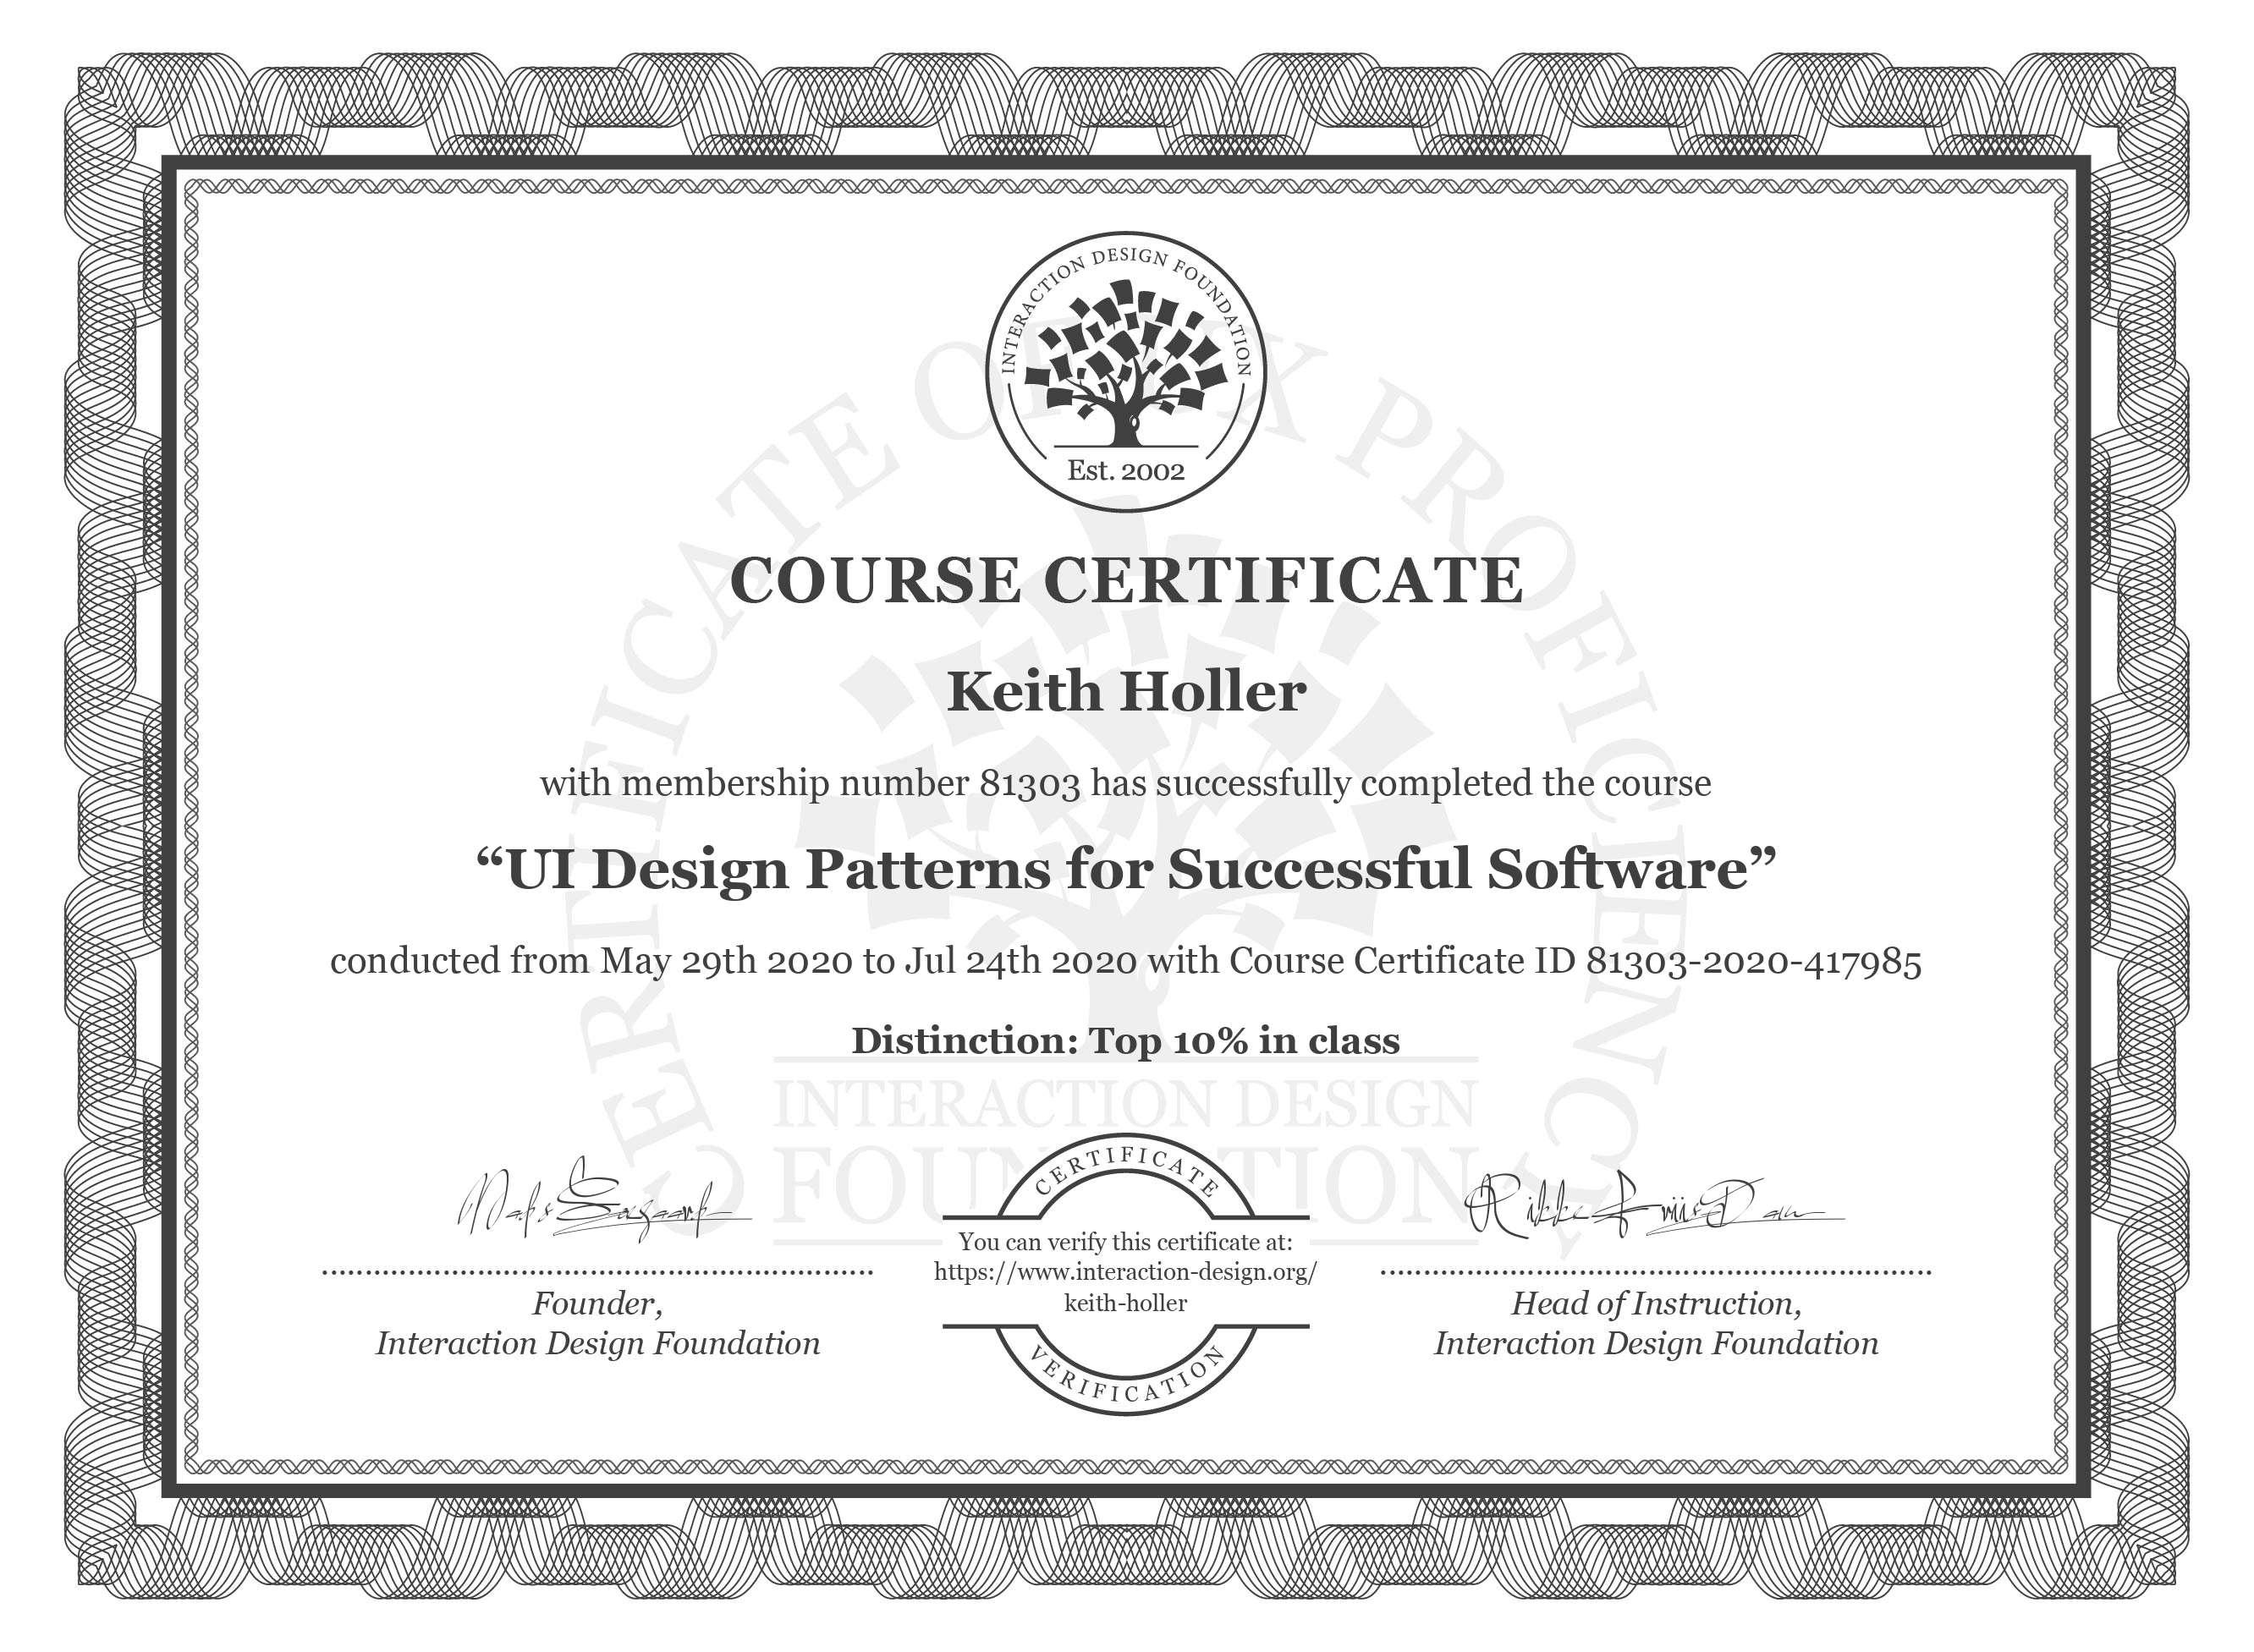 INTERACTION DESIGN FOUNDATION
Est. 2002
CERTIFICATE OF UX PROFICIENCY
COURSE CERTIFICATE
Keith Holler
with membership number 81303 has successfully completed the course
“UI Design Patterns for Successful Software”
conducted from May 29th 2020 to Jul 24th 2020 with Course Certificate ID 81303-2020-417985
Distinction: Top 10% in class
INTERACTION DESIGN
FOUNDATION
Founder,
Interaction Design Foundation
CERTIFICATE
You can verify this certificate at:
https://www.interaction-design.org/
keith-holler
VERIFICATION
Rikke Friis Dam
Head of Instruction,
Interaction Design Foundation